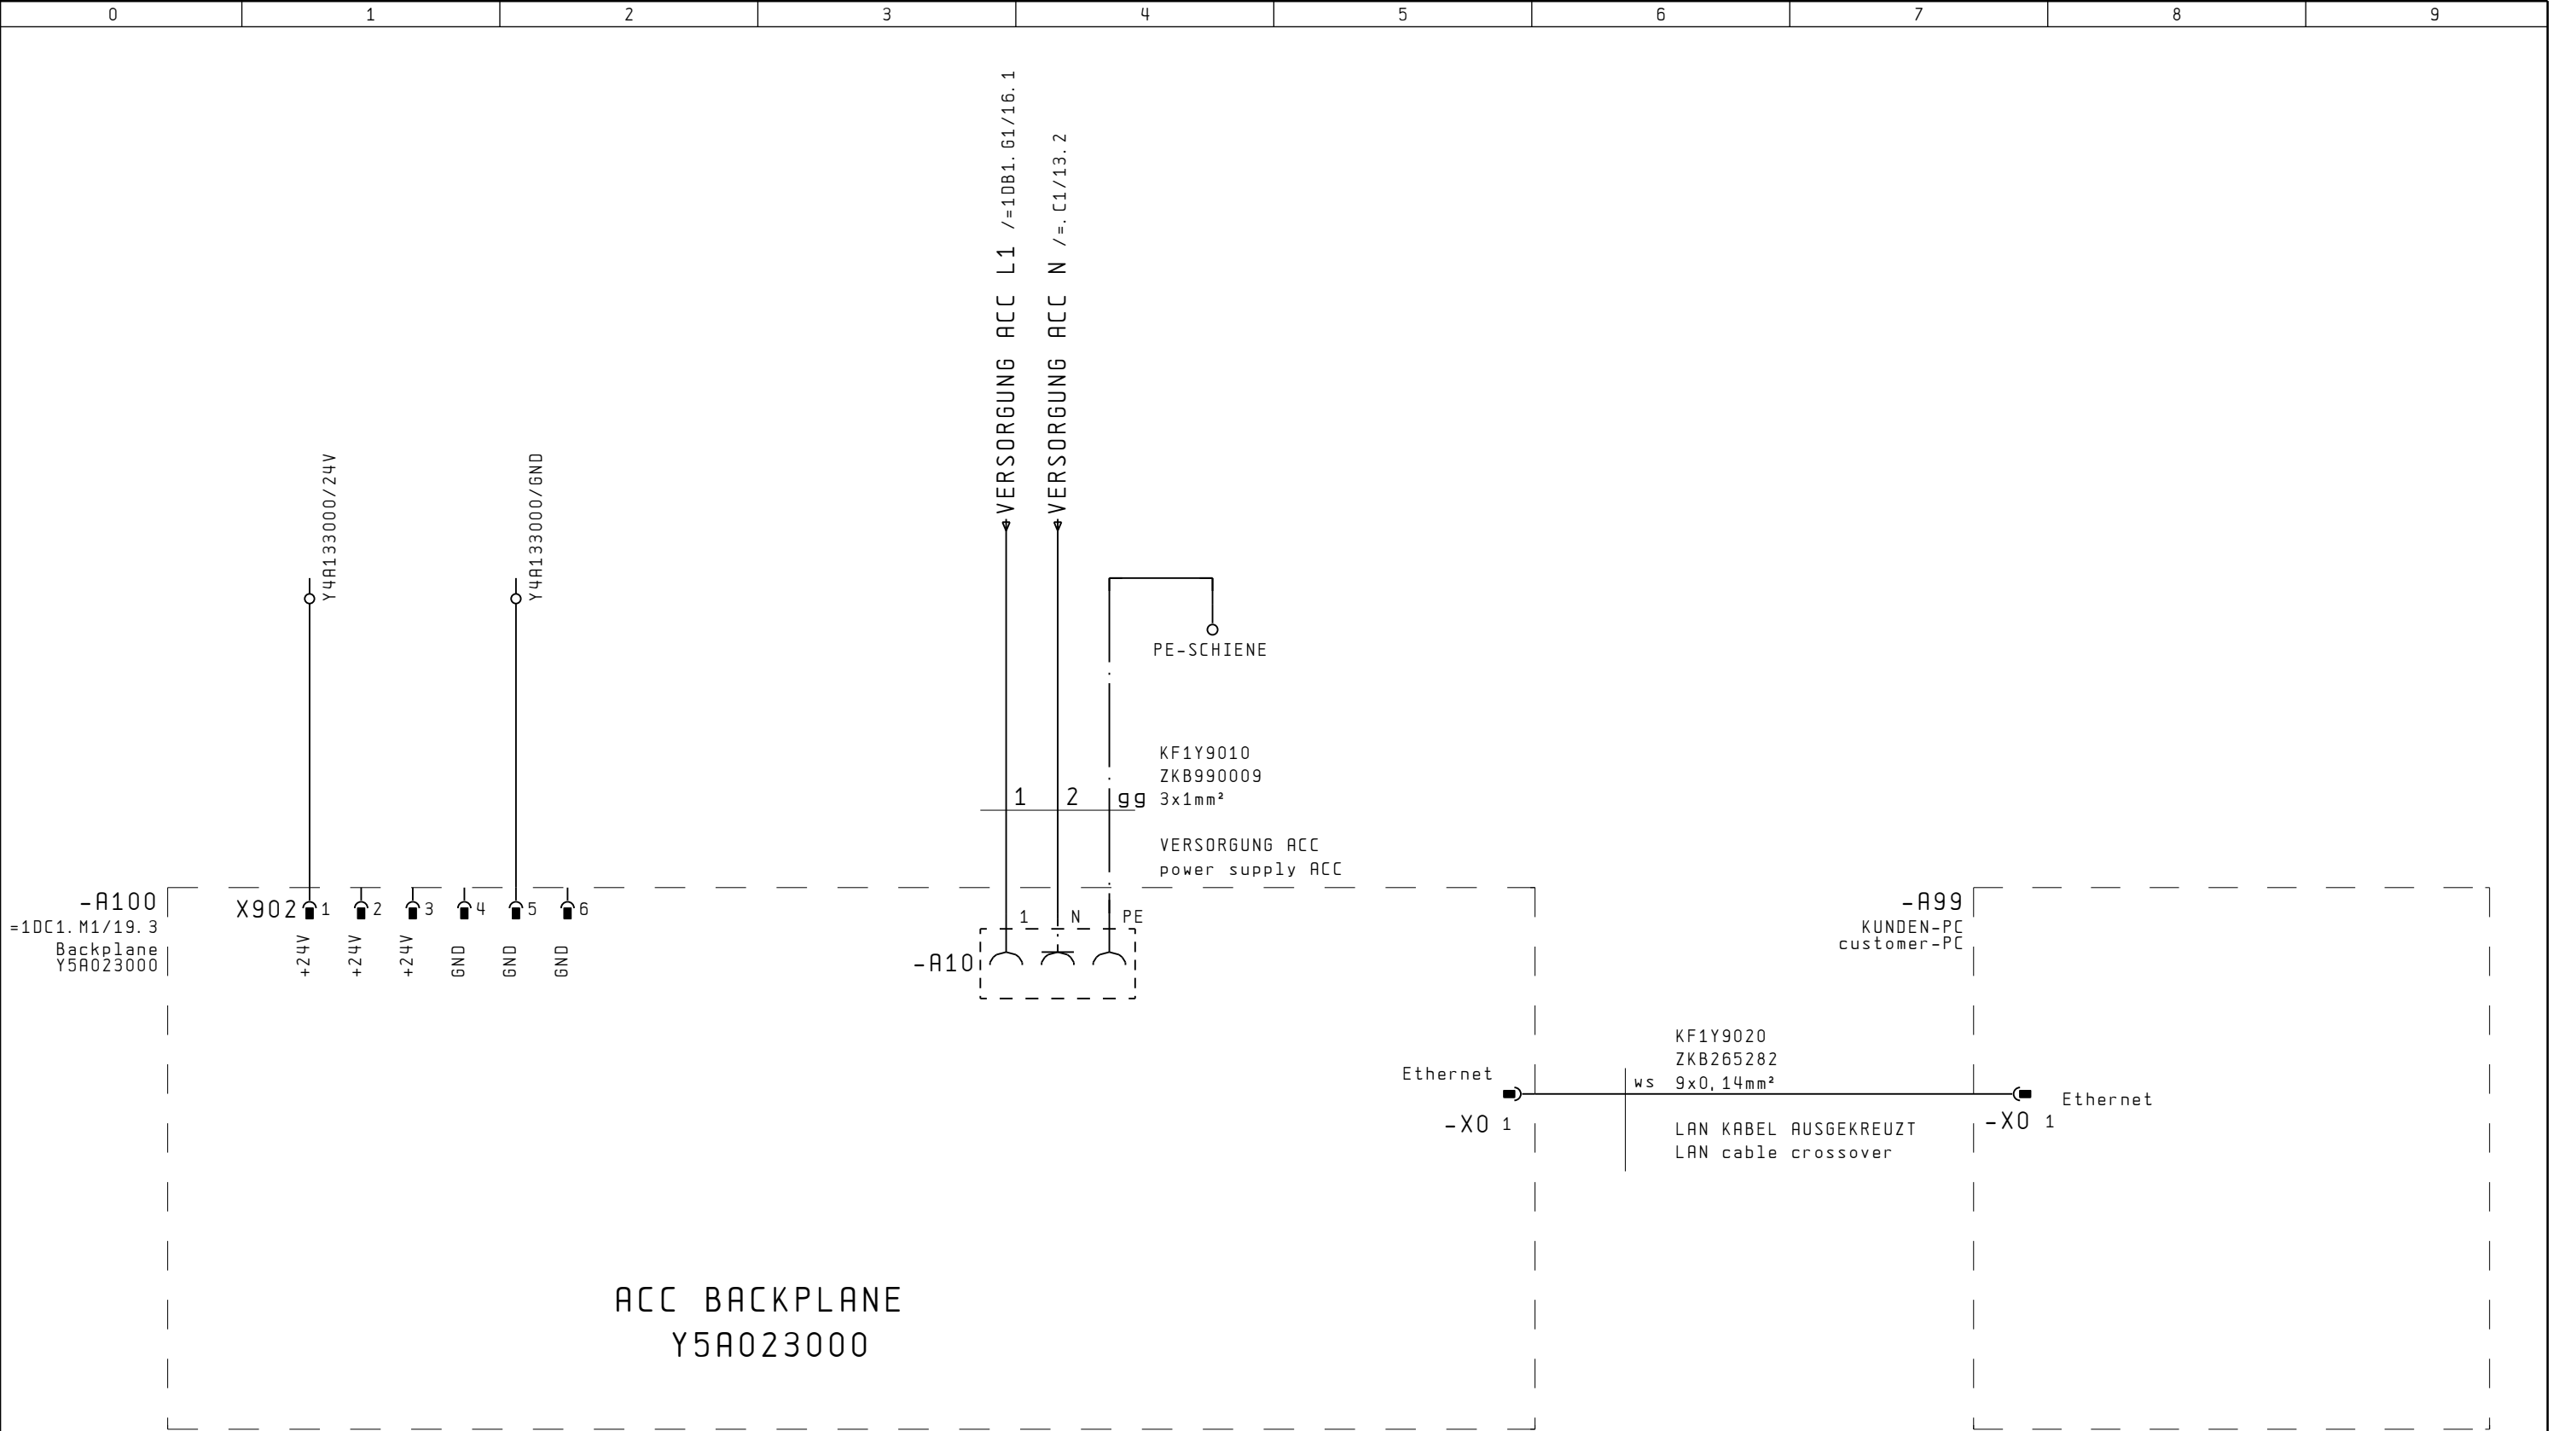 0 1 2 3 4 5 6 7 8 9
VERSORGUNG ACC L1 /=1DB1.G1/16.1
VERSORGUNG ACC N /=.C1/13.2
Y4A133000/24V
Y4A133000/GND
PE-SCHIENE
KF1Y9010
ZKB990009
1 2 gg 3x1mm²
VERSORGUNG ACC
power supply ACC
-A100
=1DC1.M1/19.3
Backplane
Y5A023000
X902 1 2 3 4 5 6
+24V +24V +24V GND GND GND
1 N PE
-A10
-A99
KUNDEN-PC
customer-PC
KF1Y9020
ZKB265282
ws 9x0,14mm²
Ethernet
-X0 1
LAN KABEL AUSGEKREUZT
LAN cable crossover
Ethernet
-X0 1
ACC BACKPLANE
Y5A023000